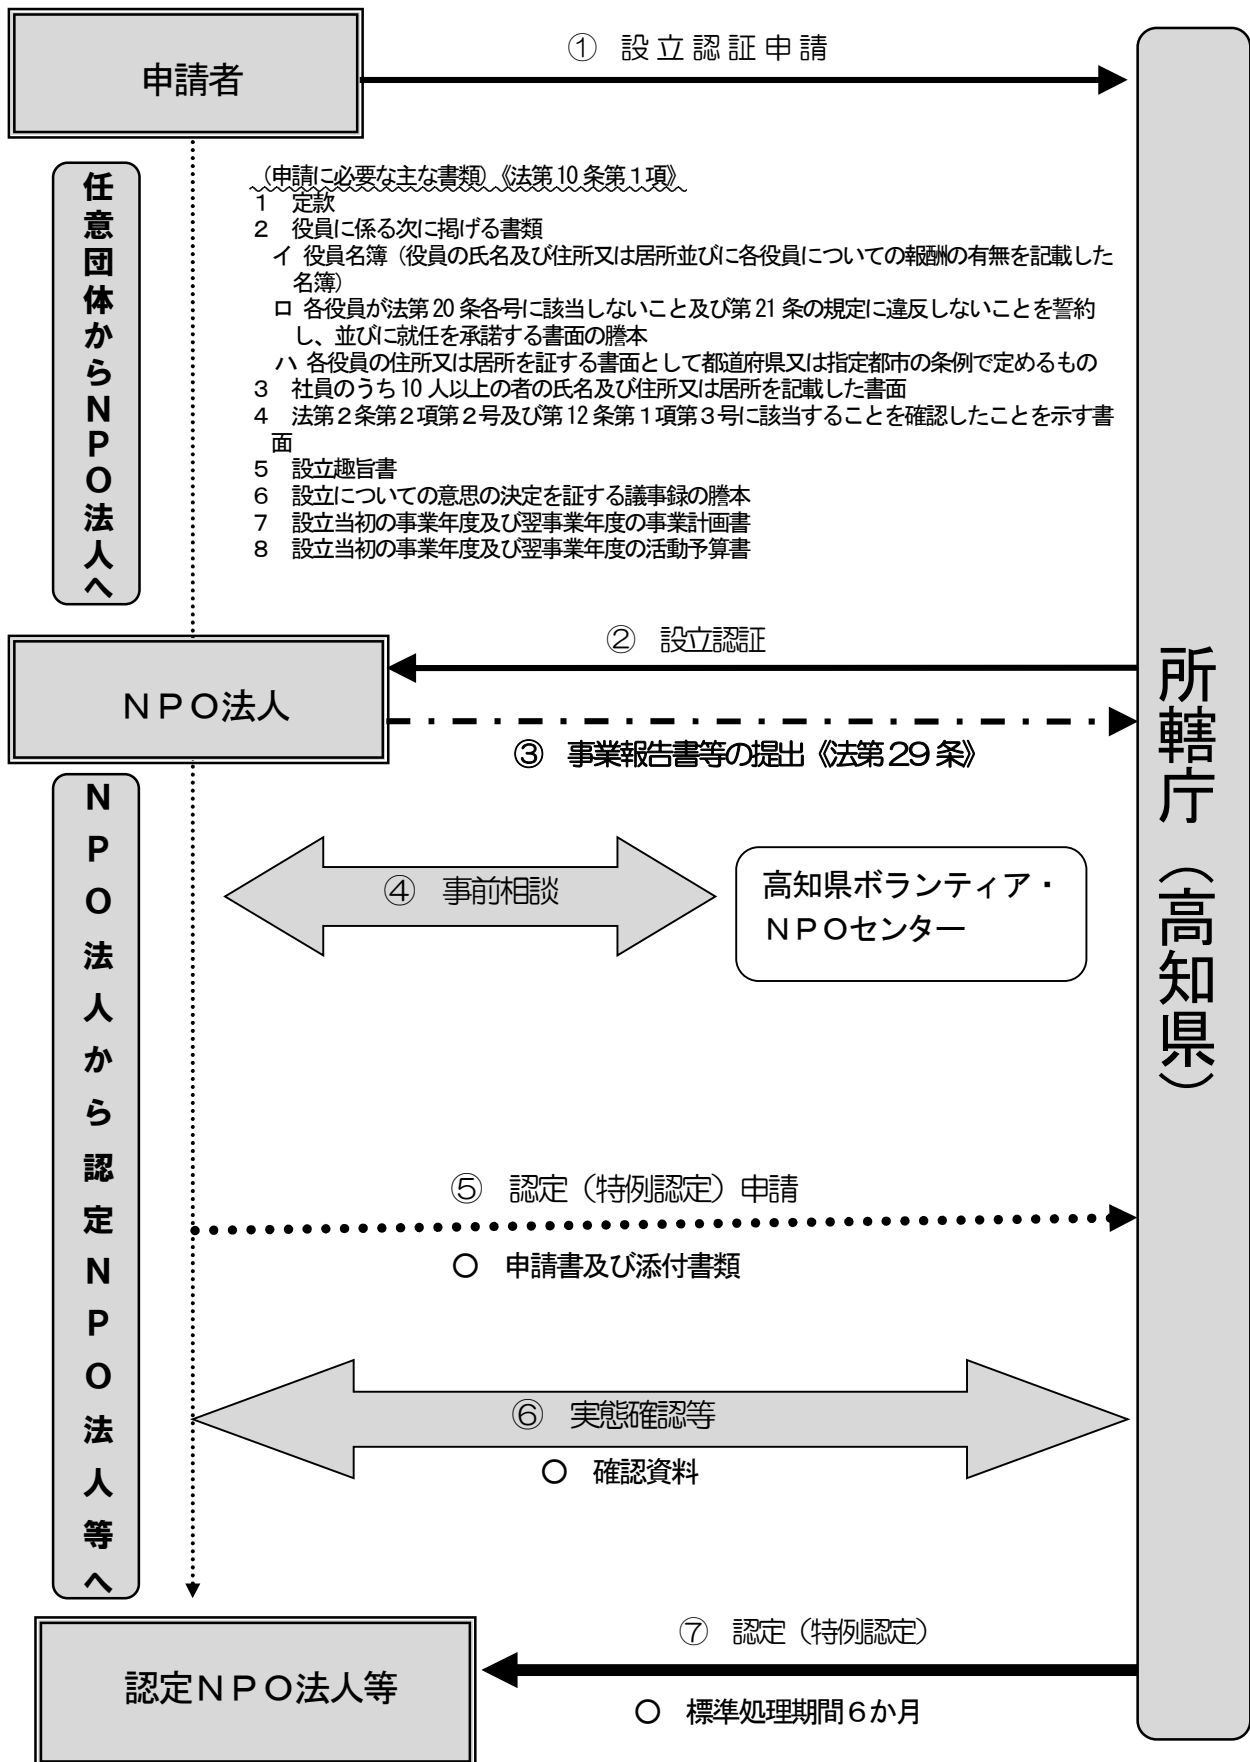 ① 設立認証申請
申請者
任意団体からＮＰＯ法人へ
（申請に必要な主な書類）《法第10条第１項》
１　定款
２　役員に係る次に掲げる書類
イ 役員名簿（役員の氏名及び住所又は居所並びに各役員についての報酬の有無を記載した
名簿）
ロ 各役員が法第20条各号に該当しないこと及び第21条の規定に違反しないことを誓約
し、並びに就任を承諾する書面の謄本
ハ 各役員の住所又は居所を証する書面として都道府県又は指定都市の条例で定めるもの
３　社員のうち10人以上の者の氏名及び住所又は居所を記載した書面
４　法第２条第２項第２号及び第12条第１項第３号に該当することを確認したことを示す書
面
５　設立趣旨書
６　設立についての意思の決定を証する議事録の謄本
７　設立当初の事業年度及び翌事業年度の事業計画書
８　設立当初の事業年度及び翌事業年度の活動予算書
② 設立認証
ＮＰＯ法人
③ 事業報告書等の提出《法第29条》
所轄庁（高知県）
ＮＰＯ法人から認定ＮＰＯ法人等へ
④ 事前相談
高知県ボランティア・
ＮＰＯセンター
⑤ 認定（特例認定）申請
○ 申請書及び添付書類
⑥ 実態確認等
○ 確認資料
⑦ 認定（特例認定）
認定ＮＰＯ法人等
○ 標準処理期間６か月